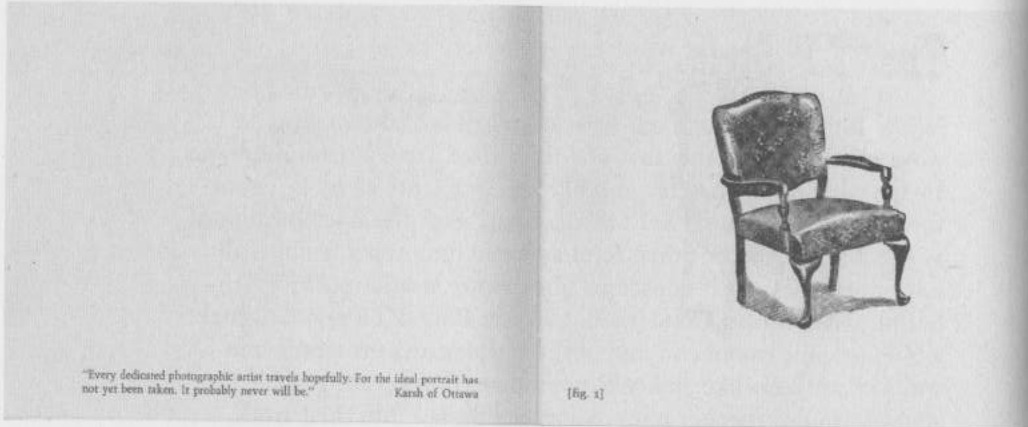 "Every dedicated photographic artist travels hopefully. For the ideal portrait has
not yet been taken. It probably never will be." Karsh of Ottawa
[fig. 1]